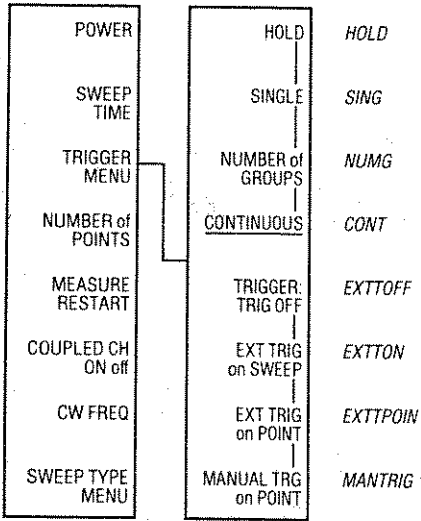 POWER
SWEEP
TIME
TRIGGER
MENU
NUMBER of
POINTS
MEASURE
RESTART
COUPLED CH
ON off
CW FREQ
SWEEP TYPE
MENU
HOLD
SINGLE
NUMBER of
GROUPS
CONTINUOUS
TRIGGER:
TRIG OFF
EXT TRIG
on SWEEP
EXT TRIG
on POINT
MANUAL TRG
on POINT
HOLD
SING
NUMG
CONT
EXTTOFF
EXTTON
EXTTPOIN
MANTRIG